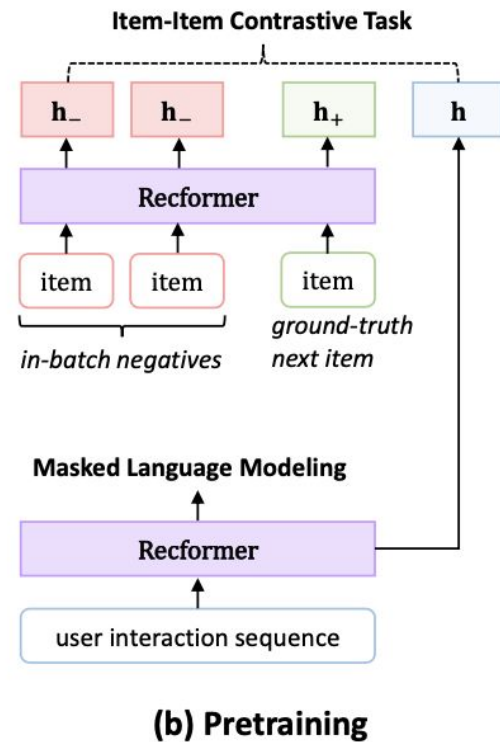 Item-Item Contrastive Task
h₋ h₋ h₊ h
Recformer
item item item
in-batch negatives
ground-truth
next item
Masked Language Modeling
Recformer
user interaction sequence
(b) Pretraining